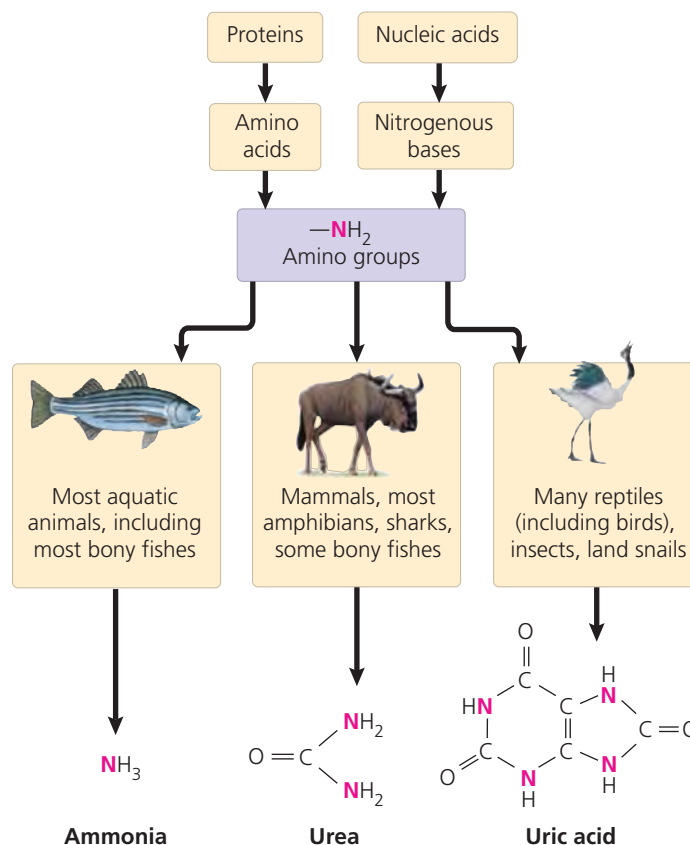 Proteins
Nucleic acids
Amino
acids
Nitrogenous
bases
—NH₂
Amino groups
Most aquatic
animals, including
most bony fishes
Mammals, most
amphibians, sharks,
some bony fishes
Many reptiles
(including birds),
insects, land snails
NH₃
O=C
NH₂
NH₂
O
C
HN
C
H
N
C
O
C
N
H
C
N
H
C=O
Ammonia
Urea
Uric acid